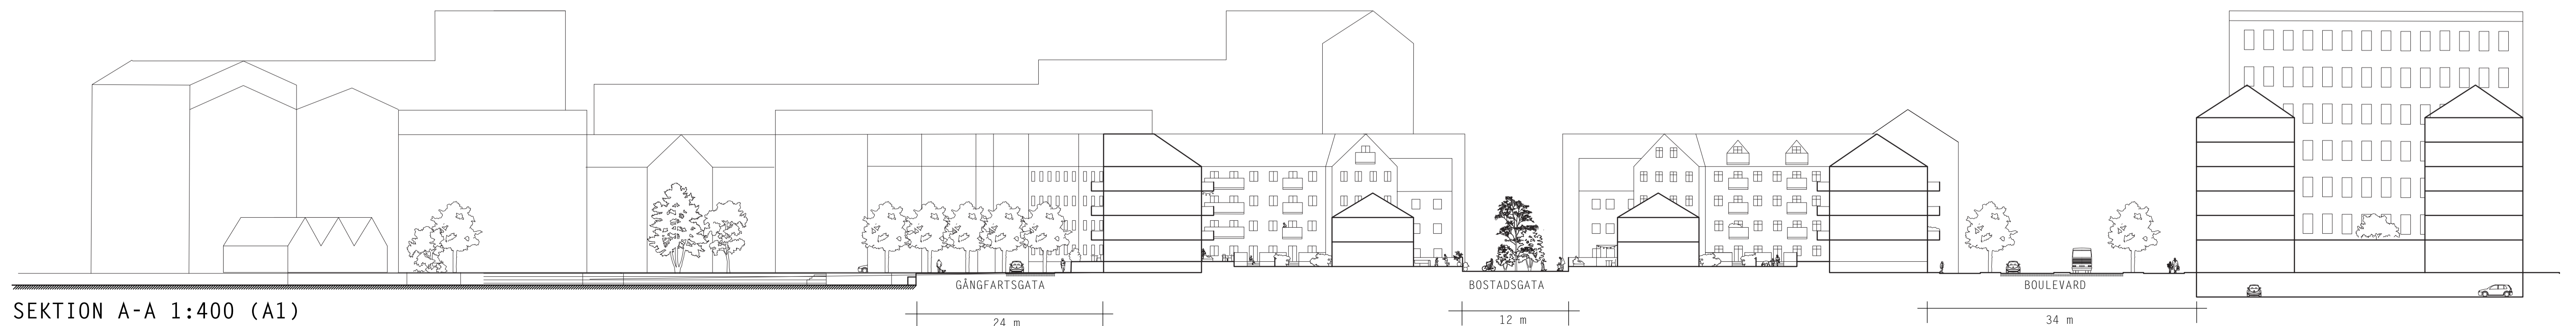 GÅNGFARTSGATA
BOSTADSGATA
BOULEVARD
SEKTION A-A 1:400 (A1)
24 m
12 m
34 m